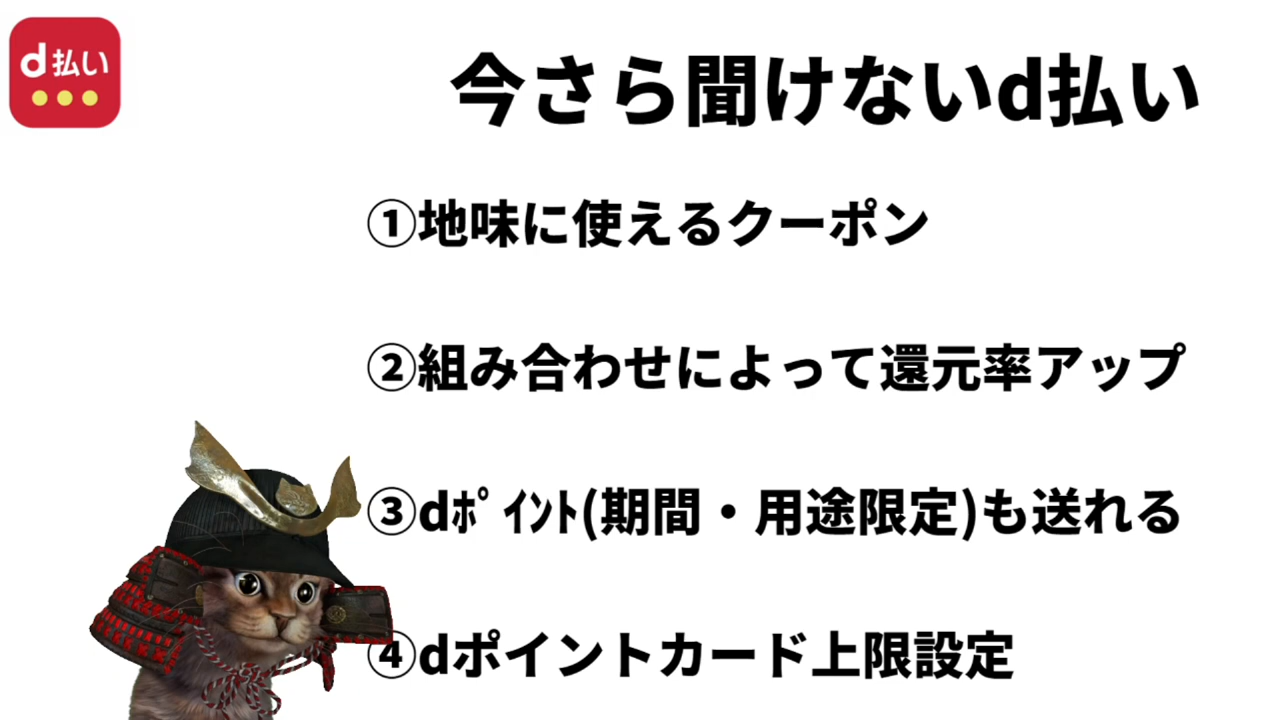 d払い
今さら聞けないd払い
①地味に使えるクーポン
②組み合わせによって還元率アップ
③dﾎﾟｲﾝﾄ(期間・用途限定)も送れる
④dポイントカード上限設定